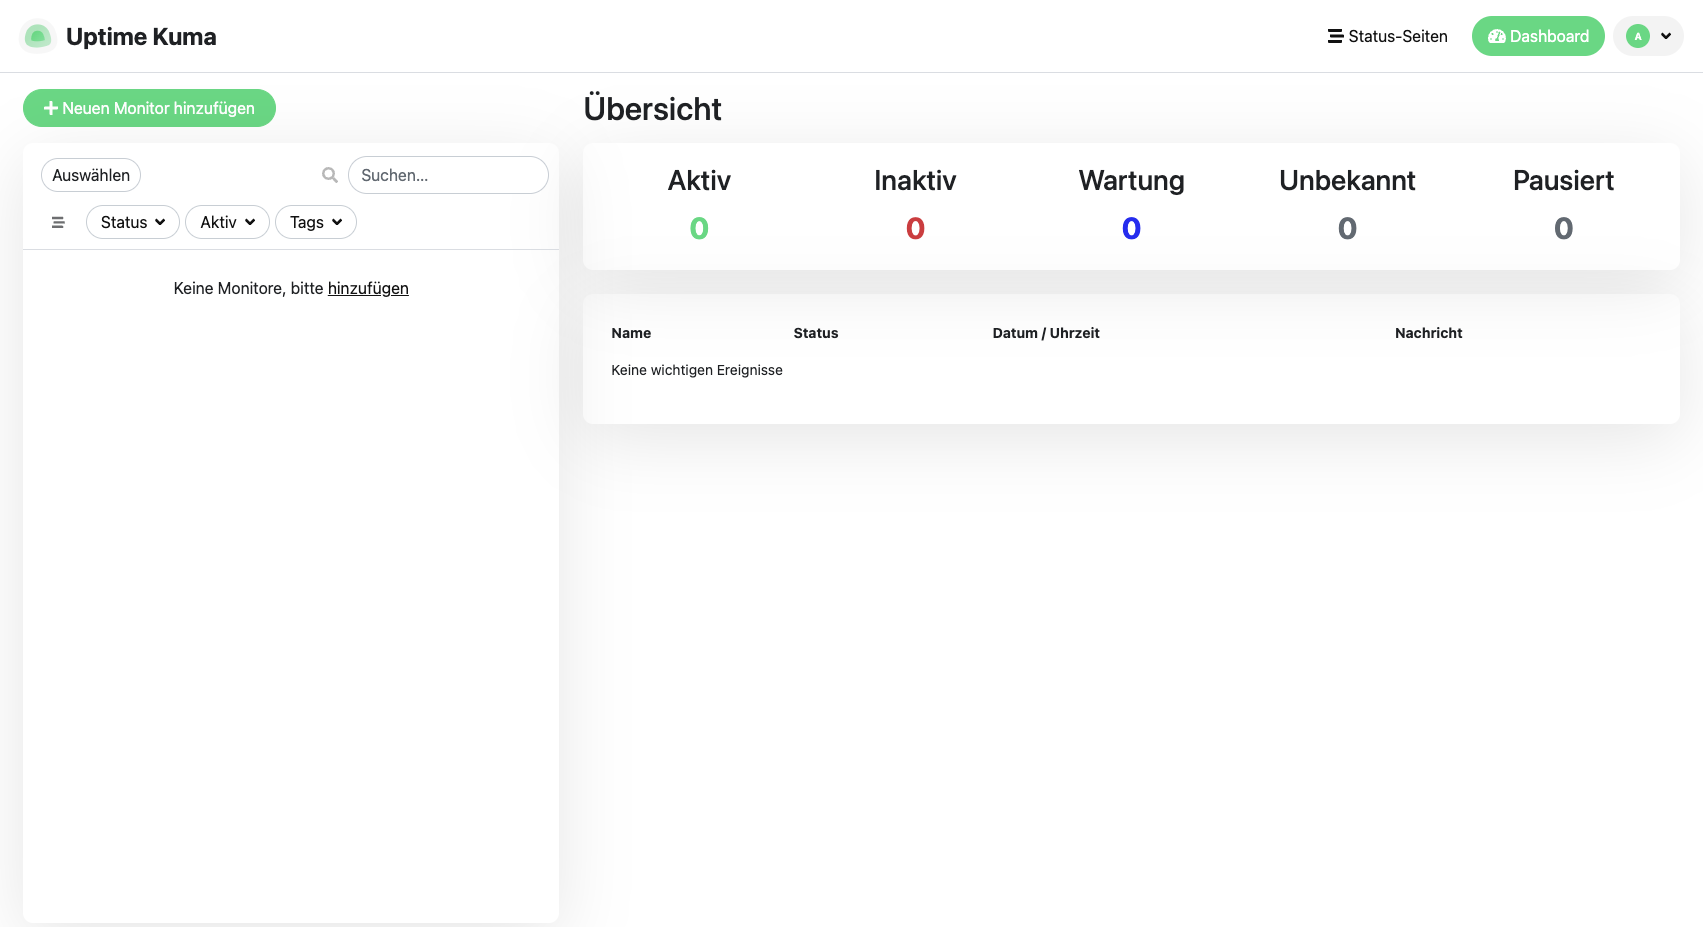 Uptime Kuma
Status-Seiten
Dashboard
A
Neuen Monitor hinzufügen
Übersicht
Auswählen
Suchen...
Status
Aktiv
Tags
Keine Monitore, bitte hinzufügen
Aktiv
Inaktiv
Wartung
Unbekannt
Pausiert
0
0
0
0
0
Name
Status
Datum / Uhrzeit
Nachricht
Keine wichtigen Ereignisse